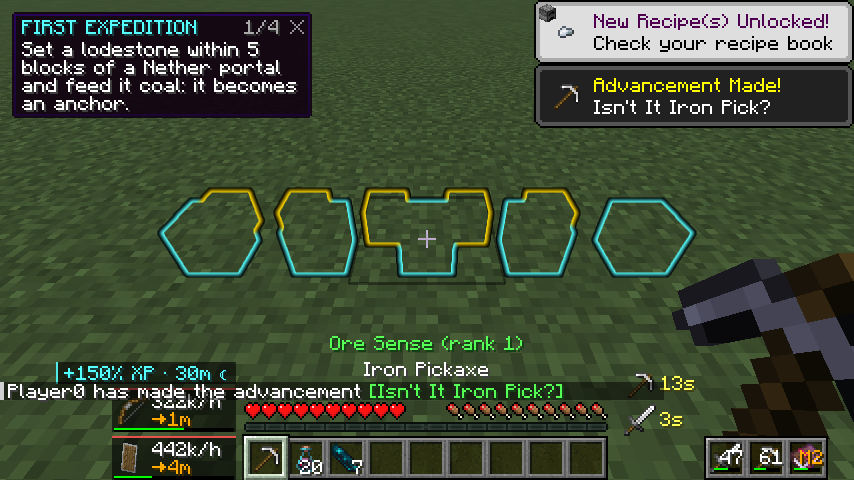 FIRST EXPEDITION 1/4 X
Set a lodestone within 5
blocks of a Nether portal
and feed it coal: it becomes
an anchor.
New Recipe(s) Unlocked!
Check your recipe book
Advancement Made!
Isn't It Iron Pick?
Ore Sense (rank 1)
Iron Pickaxe
+150% XP · 30m
Player0 has made the advancement [Isn't It Iron Pick?]
13s
→1m
3s
442k/h
→4m
20
7
47
61
M2